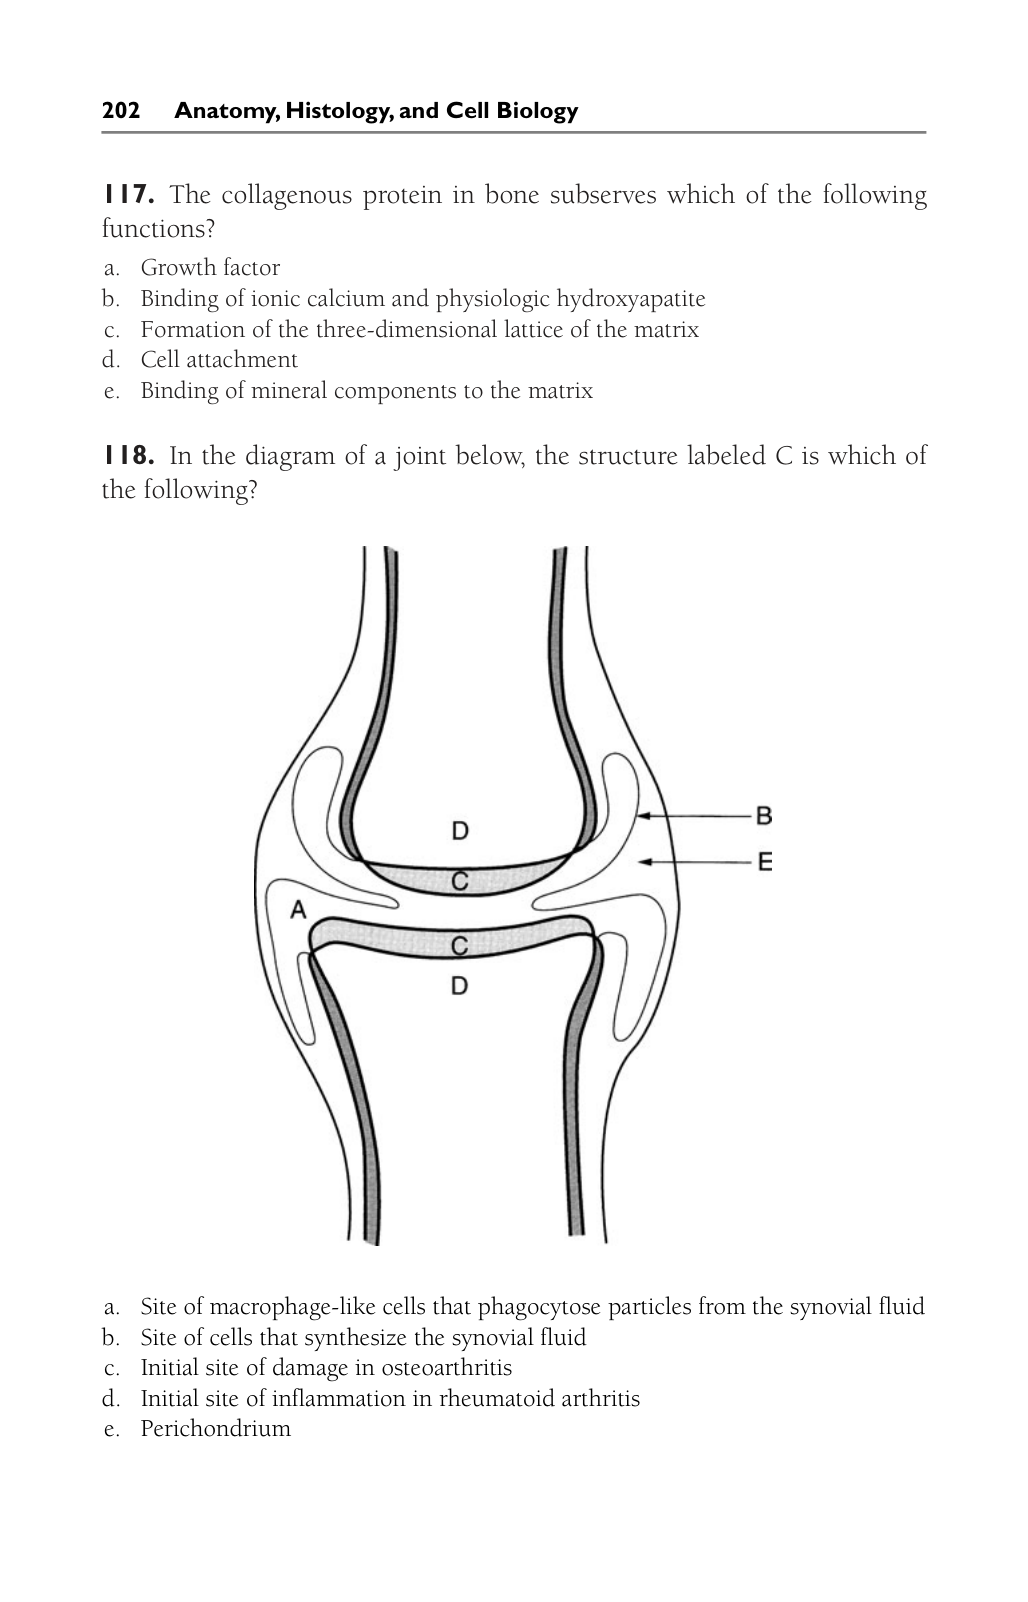 202 Anatomy, Histology, and Cell Biology
117. The collagenous protein in bone subserves which of the following
functions?
a. Growth factor
b. Binding of ionic calcium and physiologic hydroxyapatite
c. Formation of the three-dimensional lattice of the matrix
d. Cell attachment
e. Binding of mineral components to the matrix
118. In the diagram of a joint below, the structure labeled C is which of
the following?
B
D
E
C
A
C
D
a. Site of macrophage-like cells that phagocytose particles from the synovial fluid
b. Site of cells that synthesize the synovial fluid
c. Initial site of damage in osteoarthritis
d. Initial site of inflammation in rheumatoid arthritis
e. Perichondrium